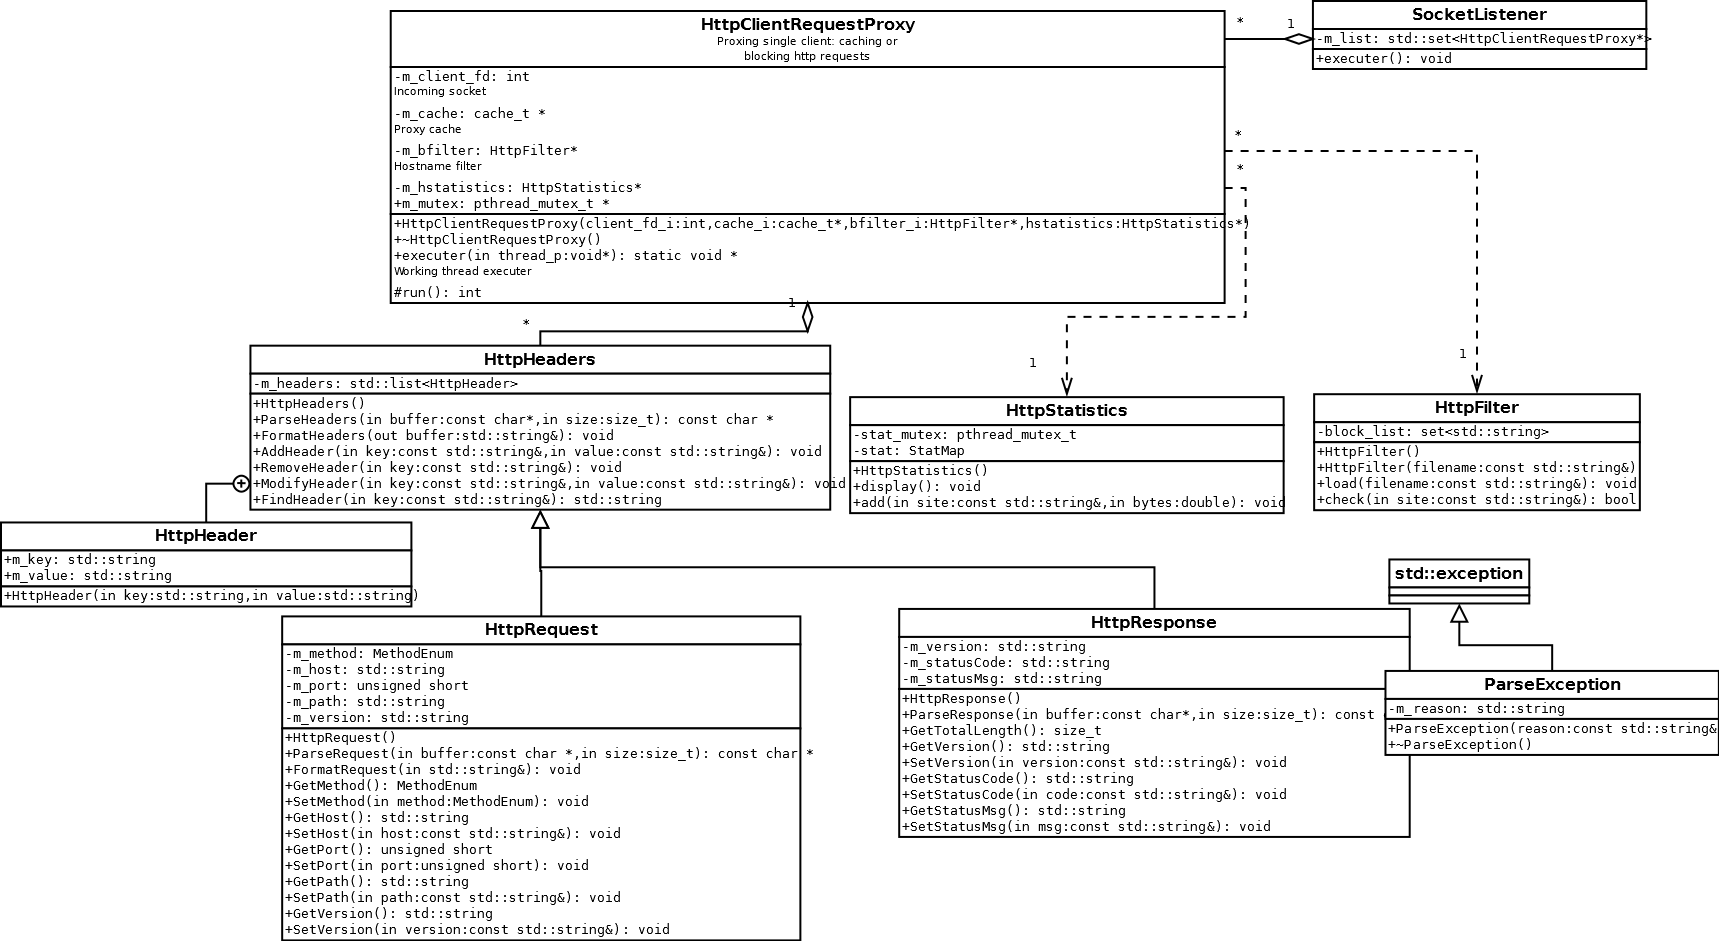 HttpClientRequestProxy
Proxing single client: caching or
blocking http requests
-m_client_fd: int
Incoming socket
-m_cache: cache_t *
Proxy cache
-m_bfilter: HttpFilter*
Hostname filter
-m_hstatistics: HttpStatistics*
+m_mutex: pthread_mutex_t *
+HttpClientRequestProxy(client_fd_i:int,cache_i:cache_t*,bfilter_i:HttpFilter*,hstatistics:HttpStatistics*)
+~HttpClientRequestProxy()
+executer(in thread_p:void*): static void *
Working thread executer
#run(): int
* 1
SocketListener
-m_list: std::set<HttpClientRequestProxy*>
+executer(): void
*
*
1
*
1
1
HttpHeaders
-m_headers: std::list<HttpHeader>
+HttpHeaders()
+ParseHeaders(in buffer:const char*,in size:size_t): const char *
+FormatHeaders(out buffer:std::string&): void
+AddHeader(in key:const std::string&,in value:const std::string&): void
+RemoveHeader(in key:const std::string&): void
+ModifyHeader(in key:const std::string&,in value:const std::string&): void
+FindHeader(in key:const std::string&): std::string
HttpStatistics
-stat_mutex: pthread_mutex_t
-stat: StatMap
+HttpStatistics()
+display(): void
+add(in site:const std::string&,in bytes:double): void
HttpFilter
-block_list: set<std::string>
+HttpFilter()
+HttpFilter(filename:const std::string&)
+load(filename:const std::string&): void
+check(in site:const std::string&): bool
HttpHeader
+m_key: std::string
+m_value: std::string
+HttpHeader(in key:std::string,in value:std::string)
HttpRequest
-m_method: MethodEnum
-m_host: std::string
-m_port: unsigned short
-m_path: std::string
-m_version: std::string
+HttpRequest()
+ParseRequest(in buffer:const char *,in size:size_t): const char *
+FormatRequest(in std::string&): void
+GetMethod(): MethodEnum
+SetMethod(in method:MethodEnum): void
+GetHost(): std::string
+SetHost(in host:const std::string&): void
+GetPort(): unsigned short
+SetPort(in port:unsigned short): void
+GetPath(): std::string
+SetPath(in path:const std::string&): void
+GetVersion(): std::string
+SetVersion(in version:const std::string&): void
HttpResponse
-m_version: std::string
-m_statusCode: std::string
-m_statusMsg: std::string
+HttpResponse()
+ParseResponse(in buffer:const char*,in size:size_t): const
+GetTotalLength(): size_t
+GetVersion(): std::string
+SetVersion(in version:const std::string&): void
+GetStatusCode(): std::string
+SetStatusCode(in code:const std::string&): void
+GetStatusMsg(): std::string
+SetStatusMsg(in msg:const std::string&): void
std::exception
ParseException
-m_reason: std::string
+ParseException(reason:const std::string&
+~ParseException()